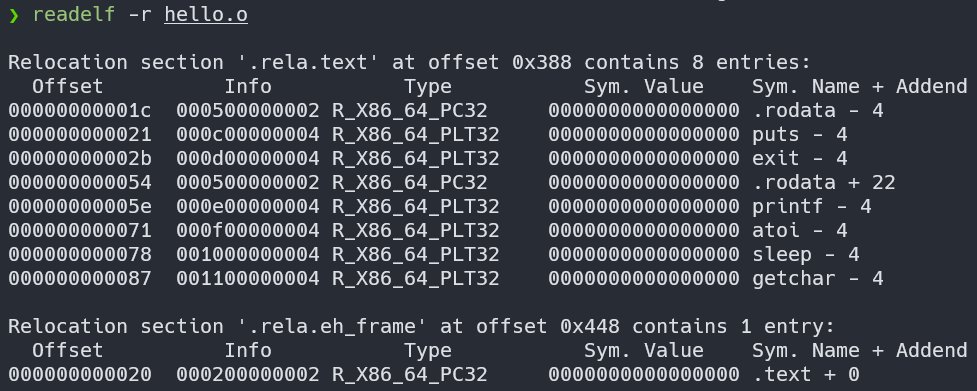 ❯ readelf -r hello.o
Relocation section '.rela.text' at offset 0x388 contains 8 entries:
  Offset          Info           Type           Sym. Value    Sym. Name + Addend
00000000001c  000500000002 R_X86_64_PC32     0000000000000000 .rodata - 4
000000000021  000c00000004 R_X86_64_PLT32    0000000000000000 puts - 4
00000000002b  000d00000004 R_X86_64_PLT32    0000000000000000 exit - 4
000000000054  000500000002 R_X86_64_PC32     0000000000000000 .rodata + 22
00000000005e  000e00000004 R_X86_64_PLT32    0000000000000000 printf - 4
000000000071  000f00000004 R_X86_64_PLT32    0000000000000000 atoi - 4
000000000078  001000000004 R_X86_64_PLT32    0000000000000000 sleep - 4
000000000087  001100000004 R_X86_64_PLT32    0000000000000000 getchar - 4
Relocation section '.rela.eh_frame' at offset 0x448 contains 1 entry:
  Offset          Info           Type           Sym. Value    Sym. Name + Addend
000000000020  000200000002 R_X86_64_PC32     0000000000000000 .text + 0